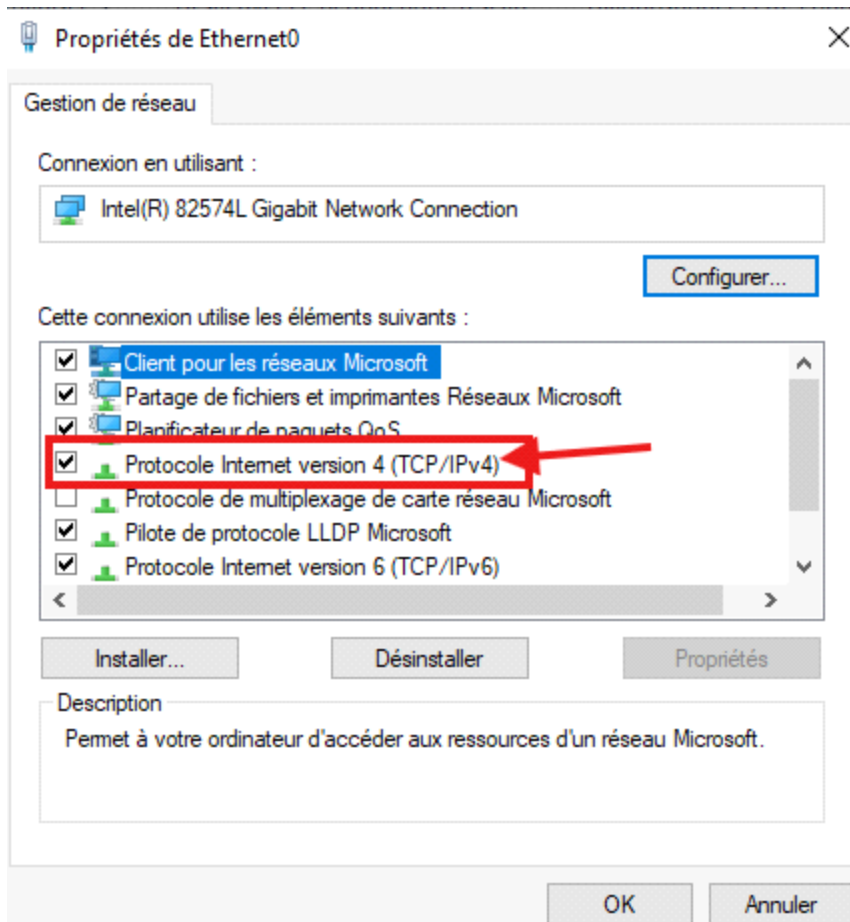 Propriétés de Ethernet0
Gestion de réseau
Connexion en utilisant :
Intel(R) 82574L Gigabit Network Connection
Configurer...
Cette connexion utilise les éléments suivants :
Client pour les réseaux Microsoft
Partage de fichiers et imprimantes Réseaux Microsoft
Planificateur de paquets QoS
Protocole Internet version 4 (TCP/IPv4)
Protocole de multiplexage de carte réseau Microsoft
Pilote de protocole LLDP Microsoft
Protocole Internet version 6 (TCP/IPv6)
Installer... Désinstaller Propriétés
Description
Permet à votre ordinateur d'accéder aux ressources d'un réseau Microsoft.
OK Annuler